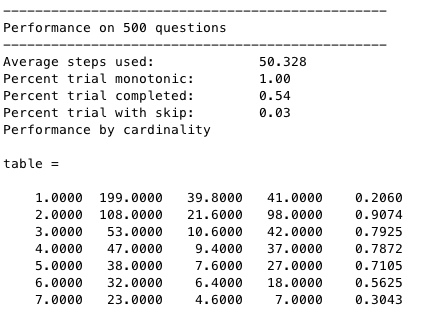 ------------------------------------------------
Performance on 500 questions
------------------------------------------------
Average steps used: 50.328
Percent trial monotonic: 1.00
Percent trial completed: 0.54
Percent trial with skip: 0.03
Performance by cardinality
table =
1.0000 199.0000 39.8000 41.0000 0.2060
2.0000 108.0000 21.6000 98.0000 0.9074
3.0000 53.0000 10.6000 42.0000 0.7925
4.0000 47.0000 9.4000 37.0000 0.7872
5.0000 38.0000 7.6000 27.0000 0.7105
6.0000 32.0000 6.4000 18.0000 0.5625
7.0000 23.0000 4.6000 7.0000 0.3043